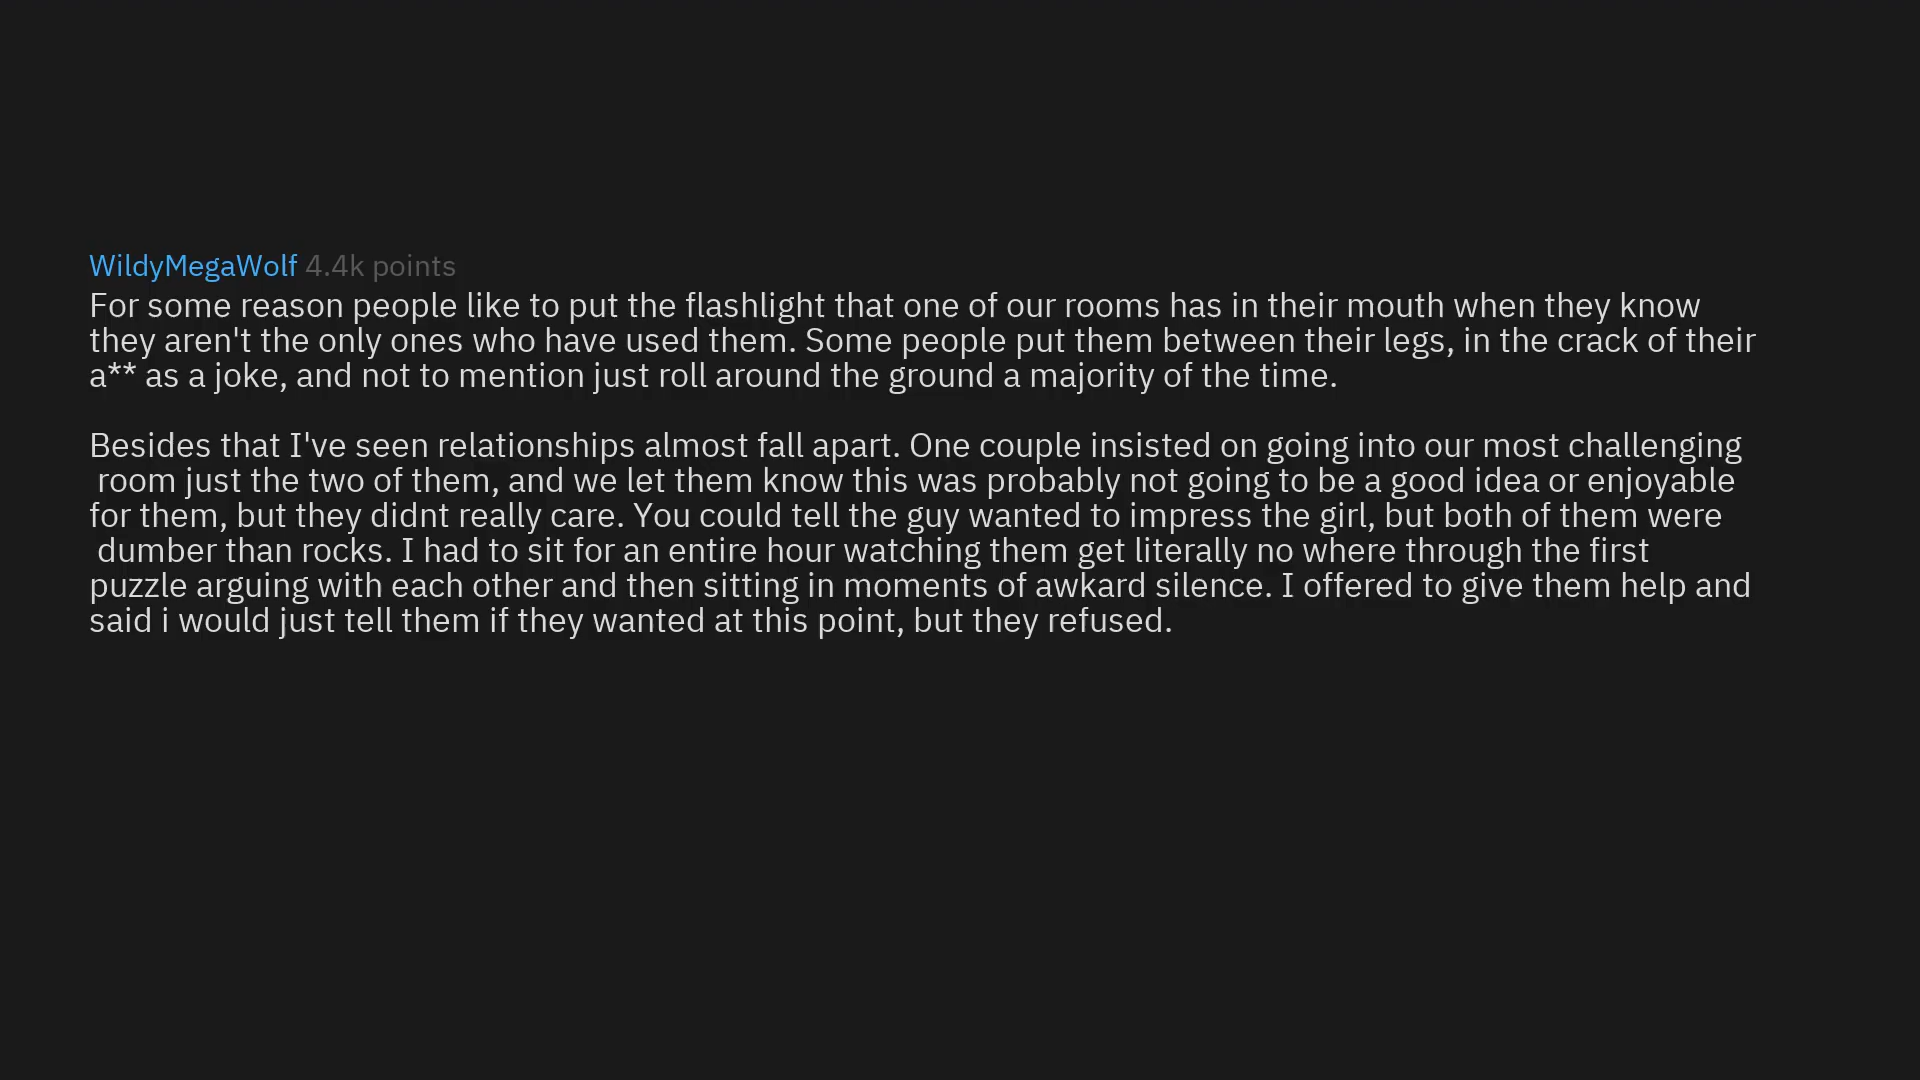 WildyMegaWolf 4.4k points
For some reason people like to put the flashlight that one of our rooms has in their mouth when they know
they aren't the only ones who have used them. Some people put them between their legs, in the crack of their
a** as a joke, and not to mention just roll around the ground a majority of the time.
Besides that I've seen relationships almost fall apart. One couple insisted on going into our most challenging
room just the two of them, and we let them know this was probably not going to be a good idea or enjoyable
for them, but they didnt really care. You could tell the guy wanted to impress the girl, but both of them were
dumber than rocks. I had to sit for an entire hour watching them get literally no where through the first
puzzle arguing with each other and then sitting in moments of awkard silence. I offered to give them help and
said i would just tell them if they wanted at this point, but they refused.